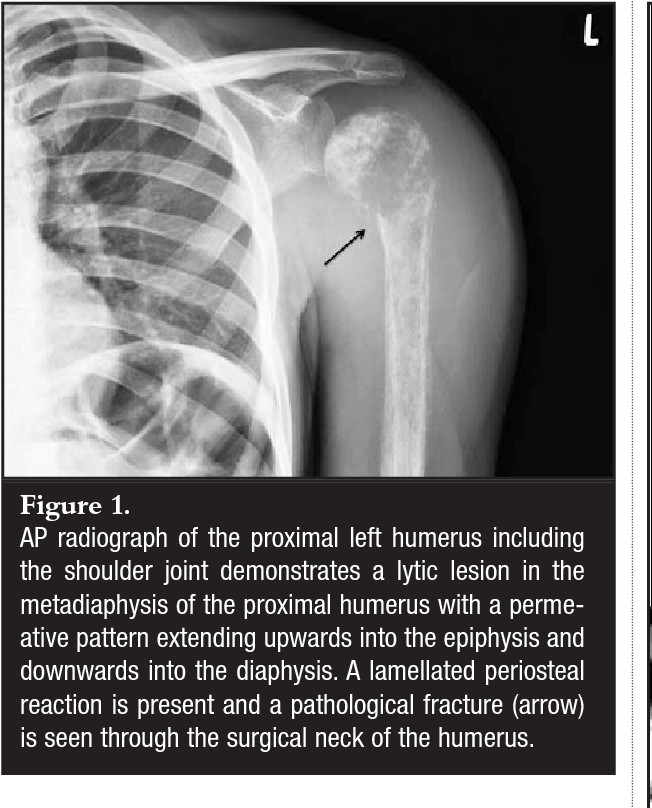 L
Figure 1.
AP radiograph of the proximal left humerus including
the shoulder joint demonstrates a lytic lesion in the
metadiaphysis of the proximal humerus with a perme-
ative pattern extending upwards into the epiphysis and
downwards into the diaphysis. A lamellated periosteal
reaction is present and a pathological fracture (arrow)
is seen through the surgical neck of the humerus.